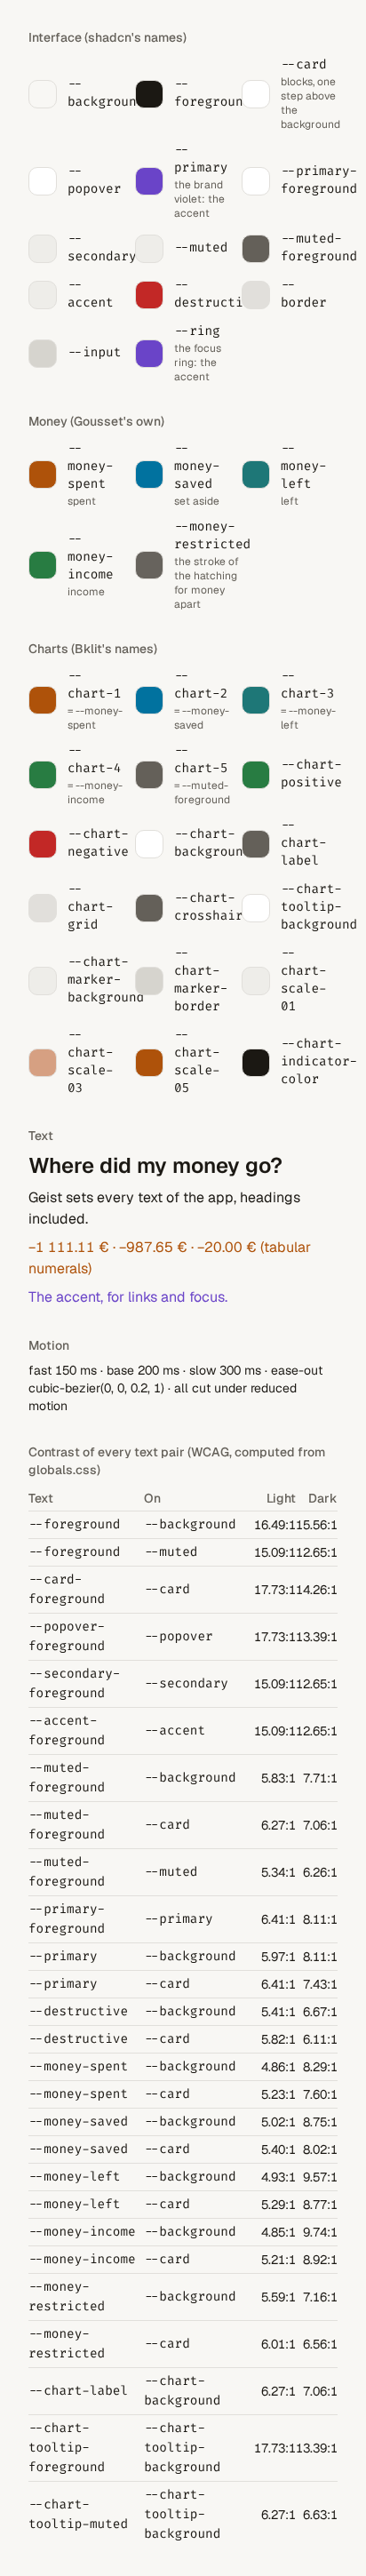 Interface (shadcn's names)
--
background
--
foreground
--card
blocks, one
step above
the
background
--
popover
--
primary
the brand
violet: the
accent
--primary-
foreground
--
secondary
--muted
--muted-
foreground
--
accent
--
destructi
--
border
--input
--ring
the focus
ring: the
accent
Money (Gousset's own)
--
money-
spent
spent
--
money-
saved
set aside
--
money-
left
left
--
money-
income
income
--money-
restricted
the stroke of
the hatching
for money
apart
Charts (Bklit's names)
--
chart-1
= --money-
spent
--
chart-2
= --money-
saved
--
chart-3
= --money-
left
--
chart-4
= --money-
income
--
chart-5
= --muted-
foreground
--chart-
positive
--chart-
negative
--chart-
background
--
chart-
label
--
chart-
grid
--chart-
crosshair
--chart-
tooltip-
background
--chart-
marker-
background
--
chart-
marker-
border
--
chart-
scale-
01
--
chart-
scale-
03
--
chart-
scale-
05
--chart-
indicator-
color
Text
Where did my money go?
Geist sets every text of the app, headings
included.
−1 111.11 € · −987.65 € · −20.00 € (tabular
numerals)
The accent, for links and focus.
Motion
fast 150 ms · base 200 ms · slow 300 ms · ease-out
cubic-bezier(0, 0, 0.2, 1) · all cut under reduced
motion
Contrast of every text pair (WCAG, computed from
globals.css)
Text On Light Dark
--foreground --background 16.49:1 15.56:1
--foreground --muted 15.09:1 12.65:1
--card-
foreground --card 17.73:1 14.26:1
--popover-
foreground --popover 17.73:1 13.39:1
--secondary-
foreground --secondary 15.09:1 12.65:1
--accent-
foreground --accent 15.09:1 12.65:1
--muted-
foreground --background 5.83:1 7.71:1
--muted-
foreground --card 6.27:1 7.06:1
--muted-
foreground --muted 5.34:1 6.26:1
--primary-
foreground --primary 6.41:1 8.11:1
--primary --background 5.97:1 8.11:1
--primary --card 6.41:1 7.43:1
--destructive --background 5.41:1 6.67:1
--destructive --card 5.82:1 6.11:1
--money-spent --background 4.86:1 8.29:1
--money-spent --card 5.23:1 7.60:1
--money-saved --background 5.02:1 8.75:1
--money-saved --card 5.40:1 8.02:1
--money-left --background 4.93:1 9.57:1
--money-left --card 5.29:1 8.77:1
--money-income --background 4.85:1 9.74:1
--money-income --card 5.21:1 8.92:1
--money-
restricted --background 5.59:1 7.16:1
--money-
restricted --card 6.01:1 6.56:1
--chart-label --chart-
background 6.27:1 7.06:1
--chart-
tooltip-
foreground
--chart-
tooltip-
background
17.73:1 13.39:1
--chart-
tooltip-muted
--chart-
tooltip-
background
6.27:1 6.63:1